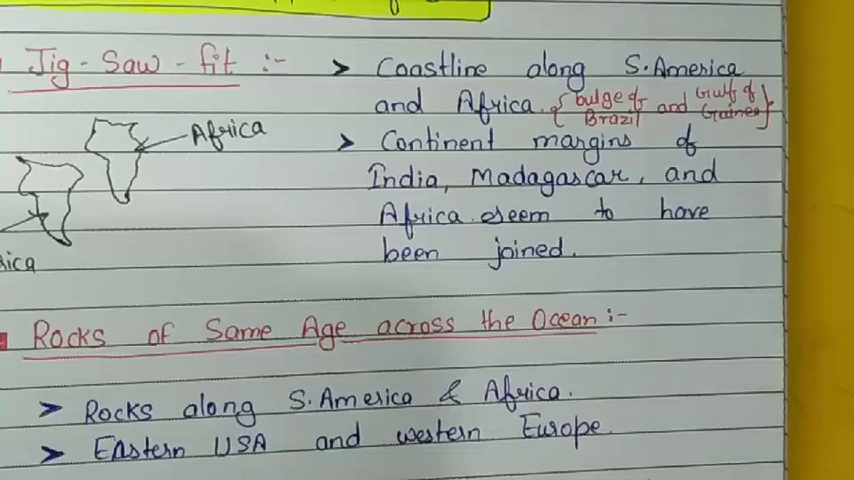 Jig-Saw-fit :-
> Coastline along S.America
and Africa. { bulge of Brazil and Gulf of Guinea }
Africa
> Continent margins of
India, Madagascar, and
Africa seem to have
been joined.
rica
Rocks of Same Age across the Ocean :-
> Rocks along S.America & Africa.
> Eastern USA and western Europe